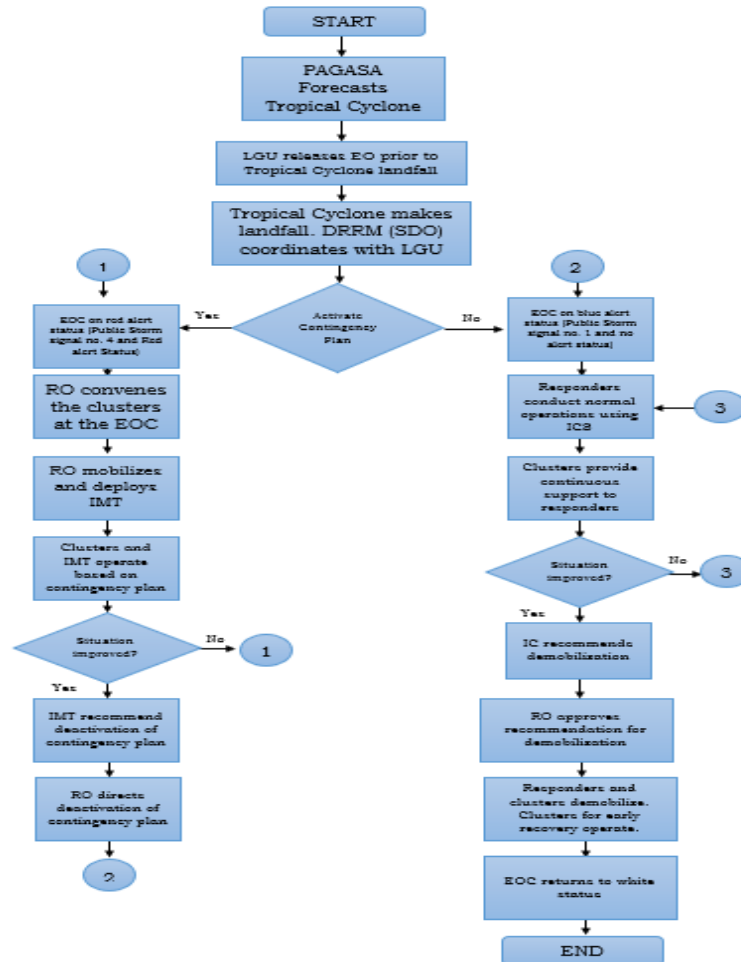 START
PAGASA
Forecasts
Tropical Cyclone
LGU releases EO prior to
Tropical Cyclone landfall
Tropical Cyclone makes
landfall. DRRM (SDO)
coordinates with LGU
Activate
Contingency
Plan
Yes
No
1
EOC on red alert
status (Public Storm
signal no. 4 and Red
alert Status)
RO convenes
the clusters
at the EOC
RO mobilizes
and deploys
IMT
Clusters and
IMT operate
based on
contingency plan
Situation
improved?
No
1
Yes
IMT recommend
deactivation of
contingency plan
RO directs
deactivation of
contingency plan
2
2
EOC on blue alert
status (Public Storm
signal no. 1 and no
alert status)
Responders
conduct normal
operations using
ICS
3
Clusters provide
continuous
support to
responders
Situation
improved?
No
3
Yes
IC recommends
demobilization
RO approves
recommendation for
demobilization
Responders and
clusters demobilize.
Clusters for early
recovery operate.
EOC returns to white
status
END